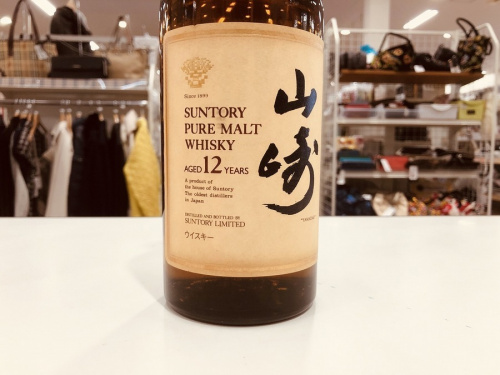 山崎
Since 1899
SUNTORY
PURE MALT
WHISKY
AGED 12 YEARS
A product of
the house of Suntory
The oldest distillers
in Japan
DISTILLED AND BOTTLED BY
SUNTORY LIMITED
ウイスキー